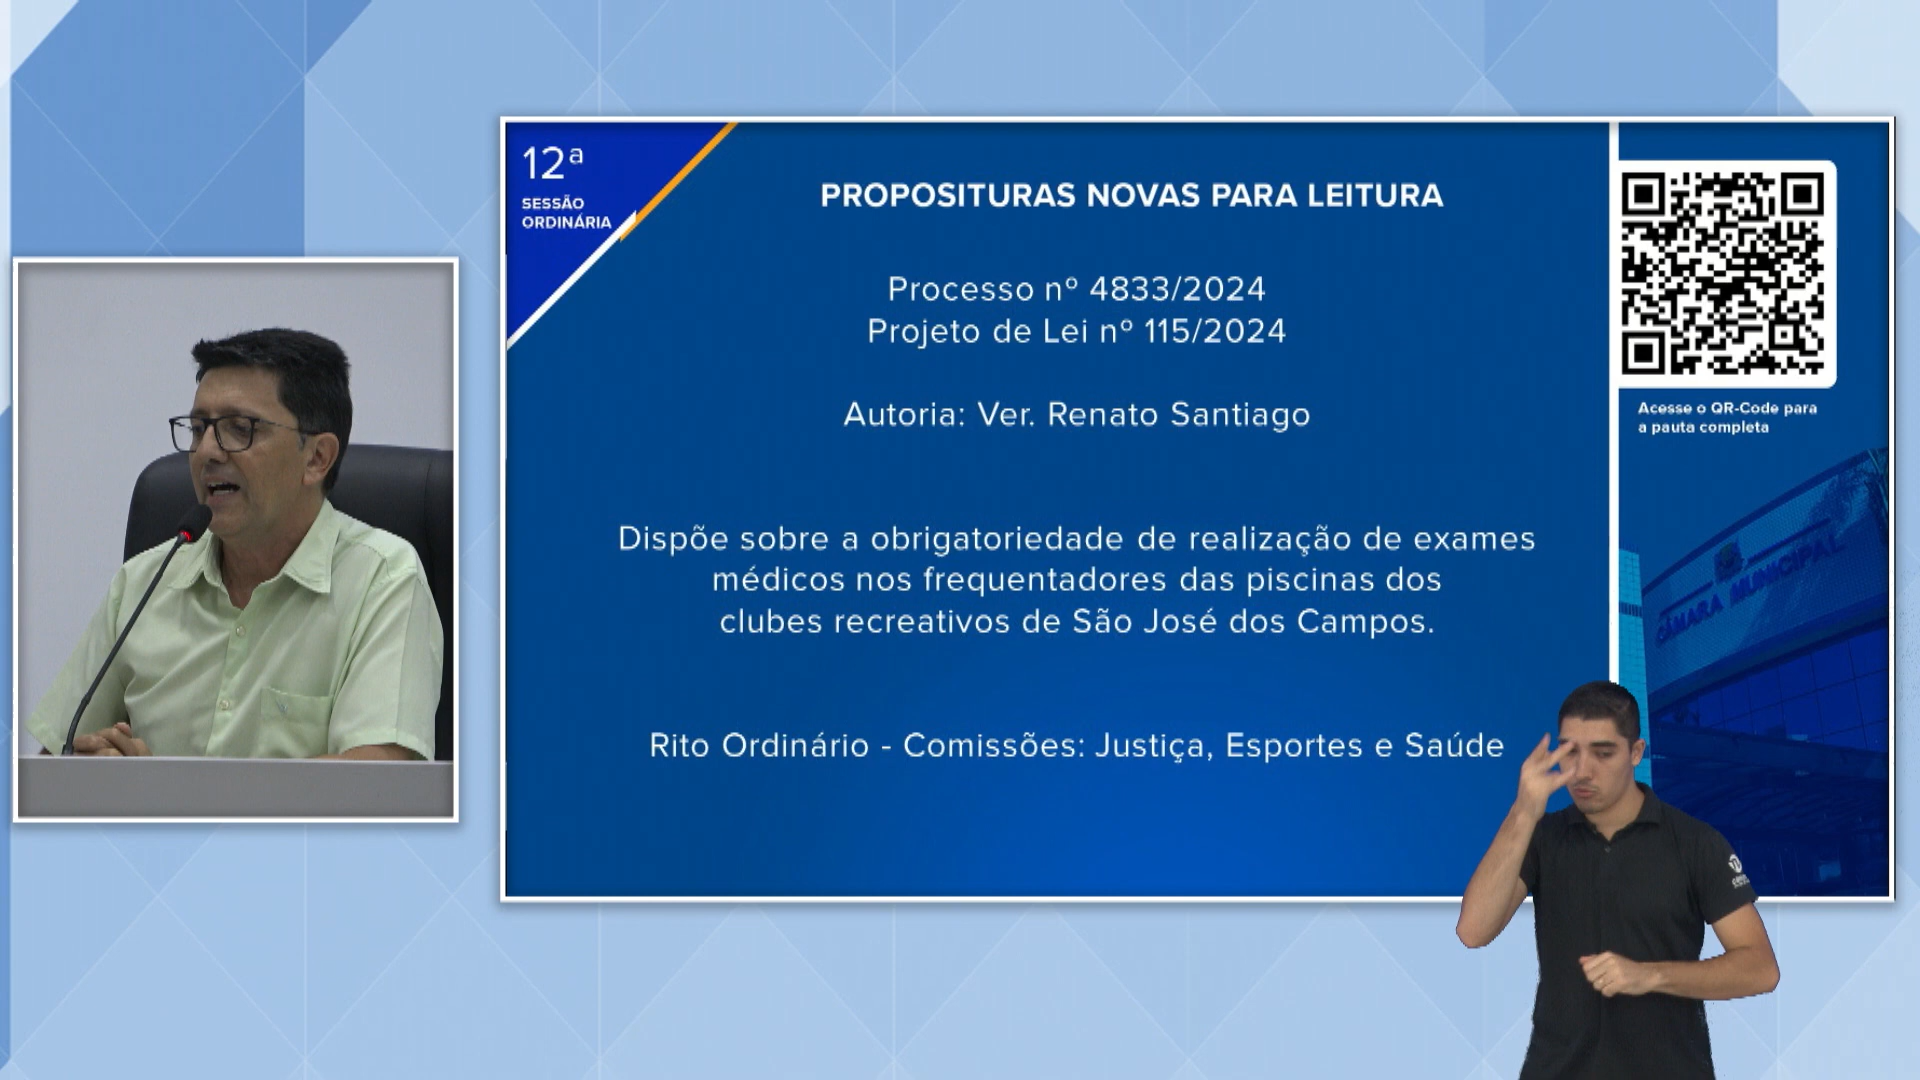 12ª
SESSÃO
ORDINÁRIA
PROPOSITURAS NOVAS PARA LEITURA
Processo nº 4833/2024
Projeto de Lei nº 115/2024
Autoria: Ver. Renato Santiago
Dispõe sobre a obrigatoriedade de realização de exames
médicos nos frequentadores das piscinas dos
clubes recreativos de São José dos Campos.
Rito Ordinário - Comissões: Justiça, Esportes e Saúde
Acesse o QR-Code para
a pauta completa
CÂMARA MUNICIPAL